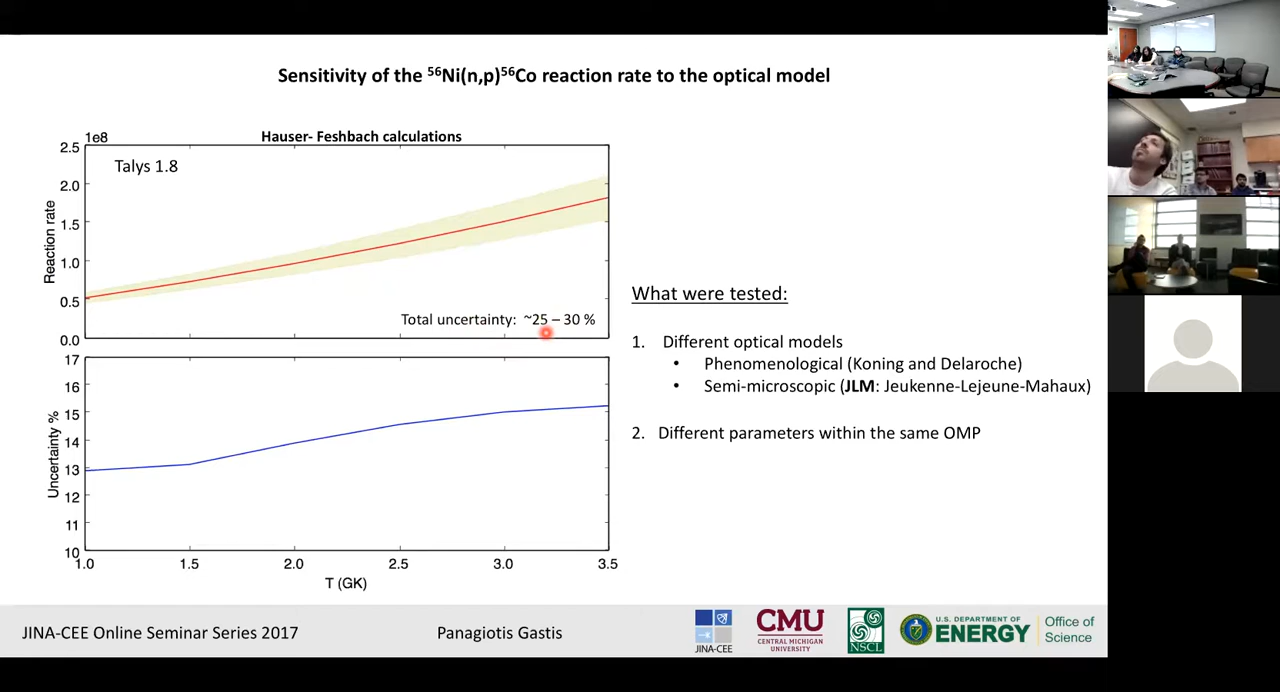 Sensitivity of the ⁵⁶Ni(n,p)⁵⁶Co reaction rate to the optical model
Hauser- Feshbach calculations
1e8
2.5
2.0
1.5
1.0
0.5
0.0
Reaction rate
Talys 1.8
Total uncertainty: ~25 – 30 %
17
16
15
14
13
12
11
10
Uncertainty %
1.0 1.5 2.0 2.5 3.0 3.5
T (GK)
What were tested:
1. Different optical models
• Phenomenological (Koning and Delaroche)
• Semi-microscopic (JLM: Jeukenne-Lejeune-Mahaux)
2. Different parameters within the same OMP
JINA-CEE Online Seminar Series 2017
Panagiotis Gastis
JINA-CEE
CMU
CENTRAL MICHIGAN
UNIVERSITY
NSCL
U.S. DEPARTMENT OF
ENERGY
Office of
Science